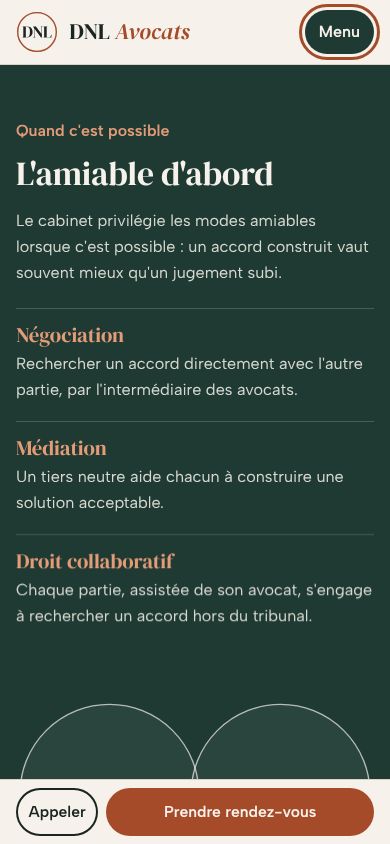 DNL
DNL Avocats
Menu
Quand c'est possible
L'amiable d'abord
Le cabinet privilégie les modes amiables
lorsque c'est possible : un accord construit vaut
souvent mieux qu'un jugement subi.
Négociation
Rechercher un accord directement avec l'autre
partie, par l'intermédiaire des avocats.
Médiation
Un tiers neutre aide chacun à construire une
solution acceptable.
Droit collaboratif
Chaque partie, assistée de son avocat, s'engage
à rechercher un accord hors du tribunal.
Appeler
Prendre rendez-vous